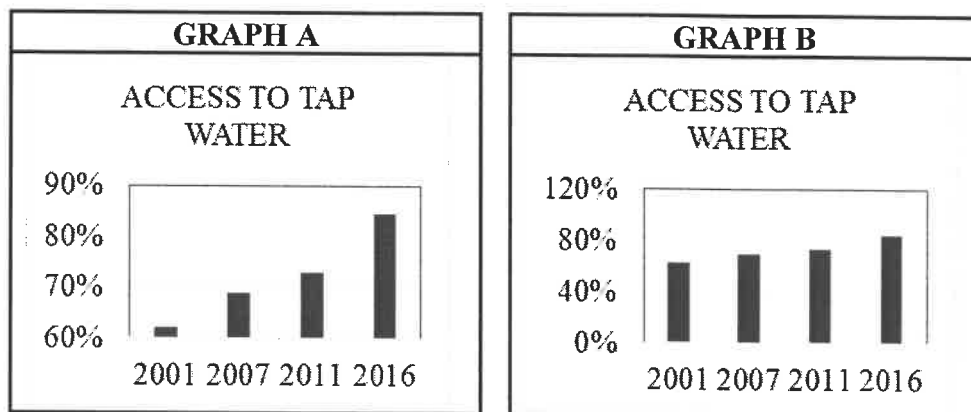 GRAPH A
ACCESS TO TAP
WATER
90%
80%
70%
60%
2001 2007 2011 2016
GRAPH B
ACCESS TO TAP
WATER
120%
80%
40%
0%
2001 2007 2011 2016